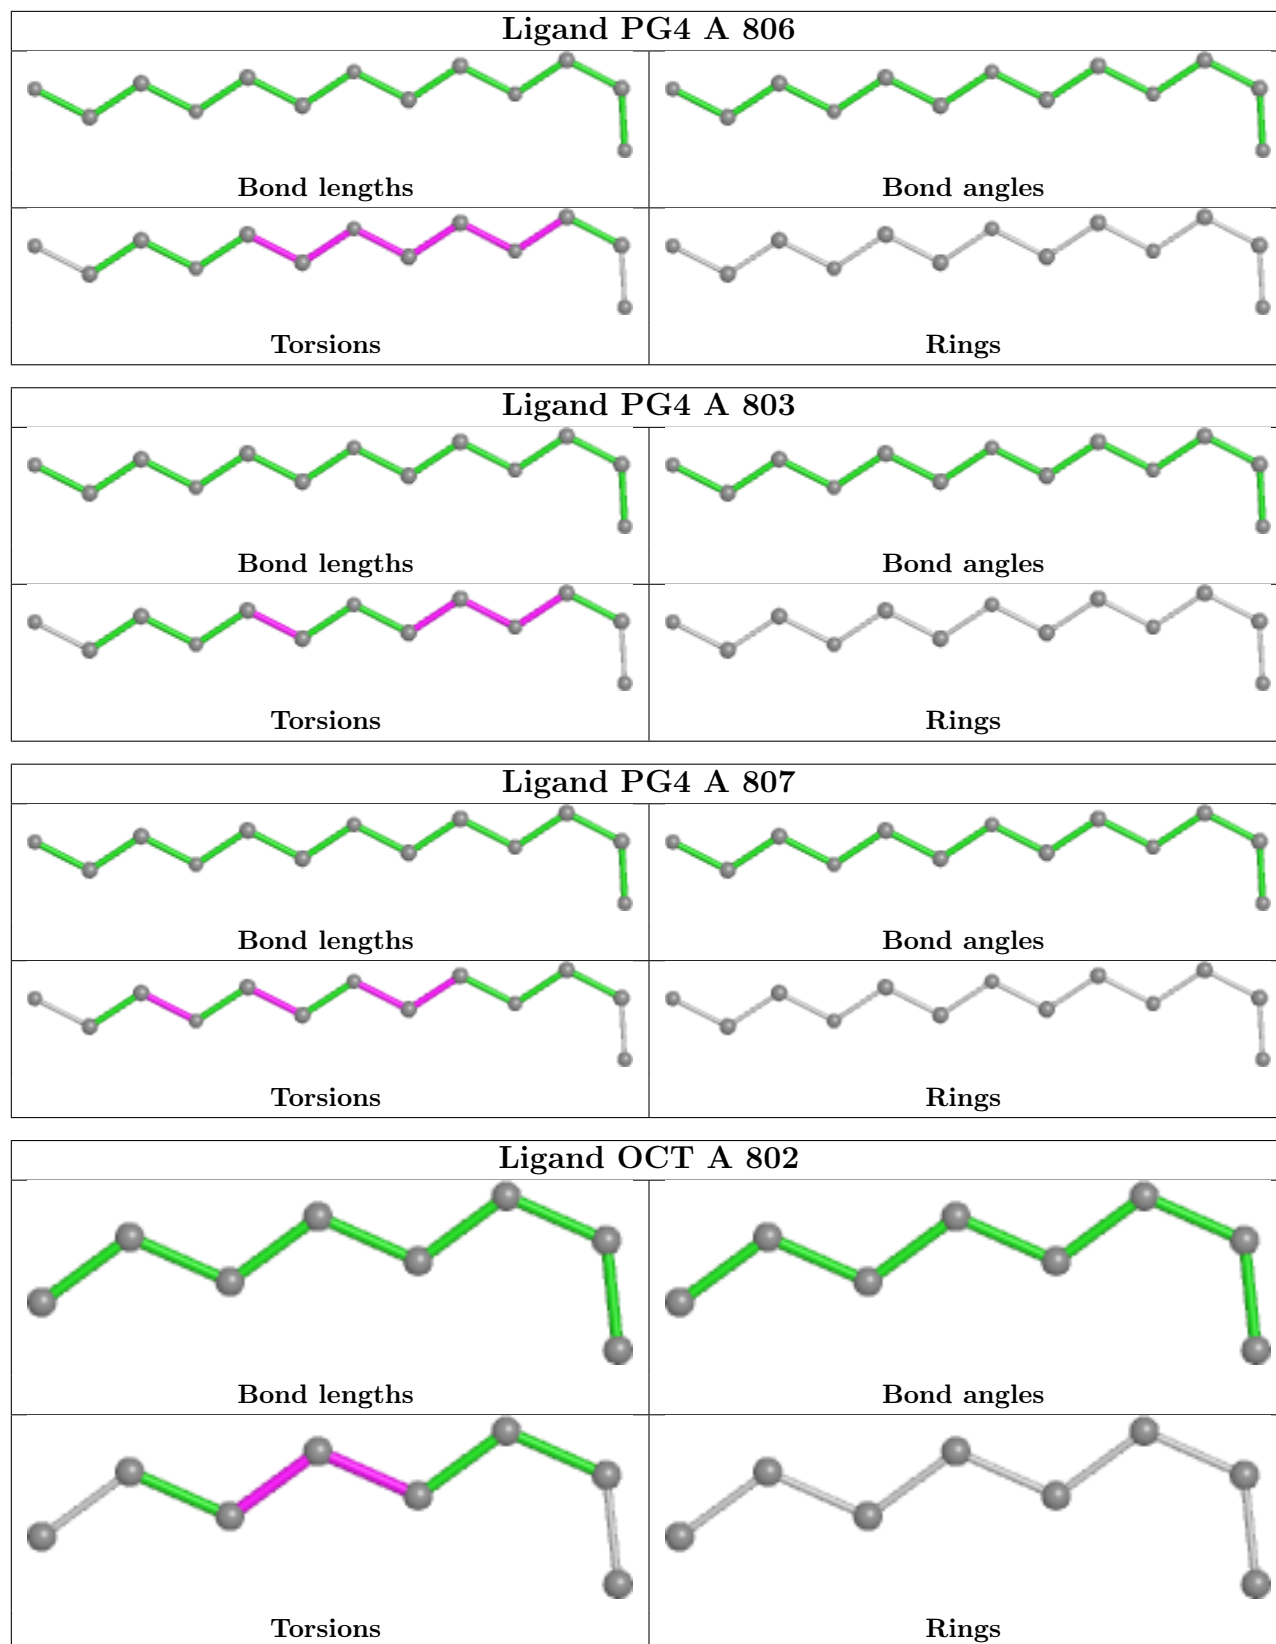 Ligand PG4 A 806
Bond lengths
Bond angles
Torsions
Rings
Ligand PG4 A 803
Bond lengths
Bond angles
Torsions
Rings
Ligand PG4 A 807
Bond lengths
Bond angles
Torsions
Rings
Ligand OCT A 802
Bond lengths
Bond angles
Torsions
Rings